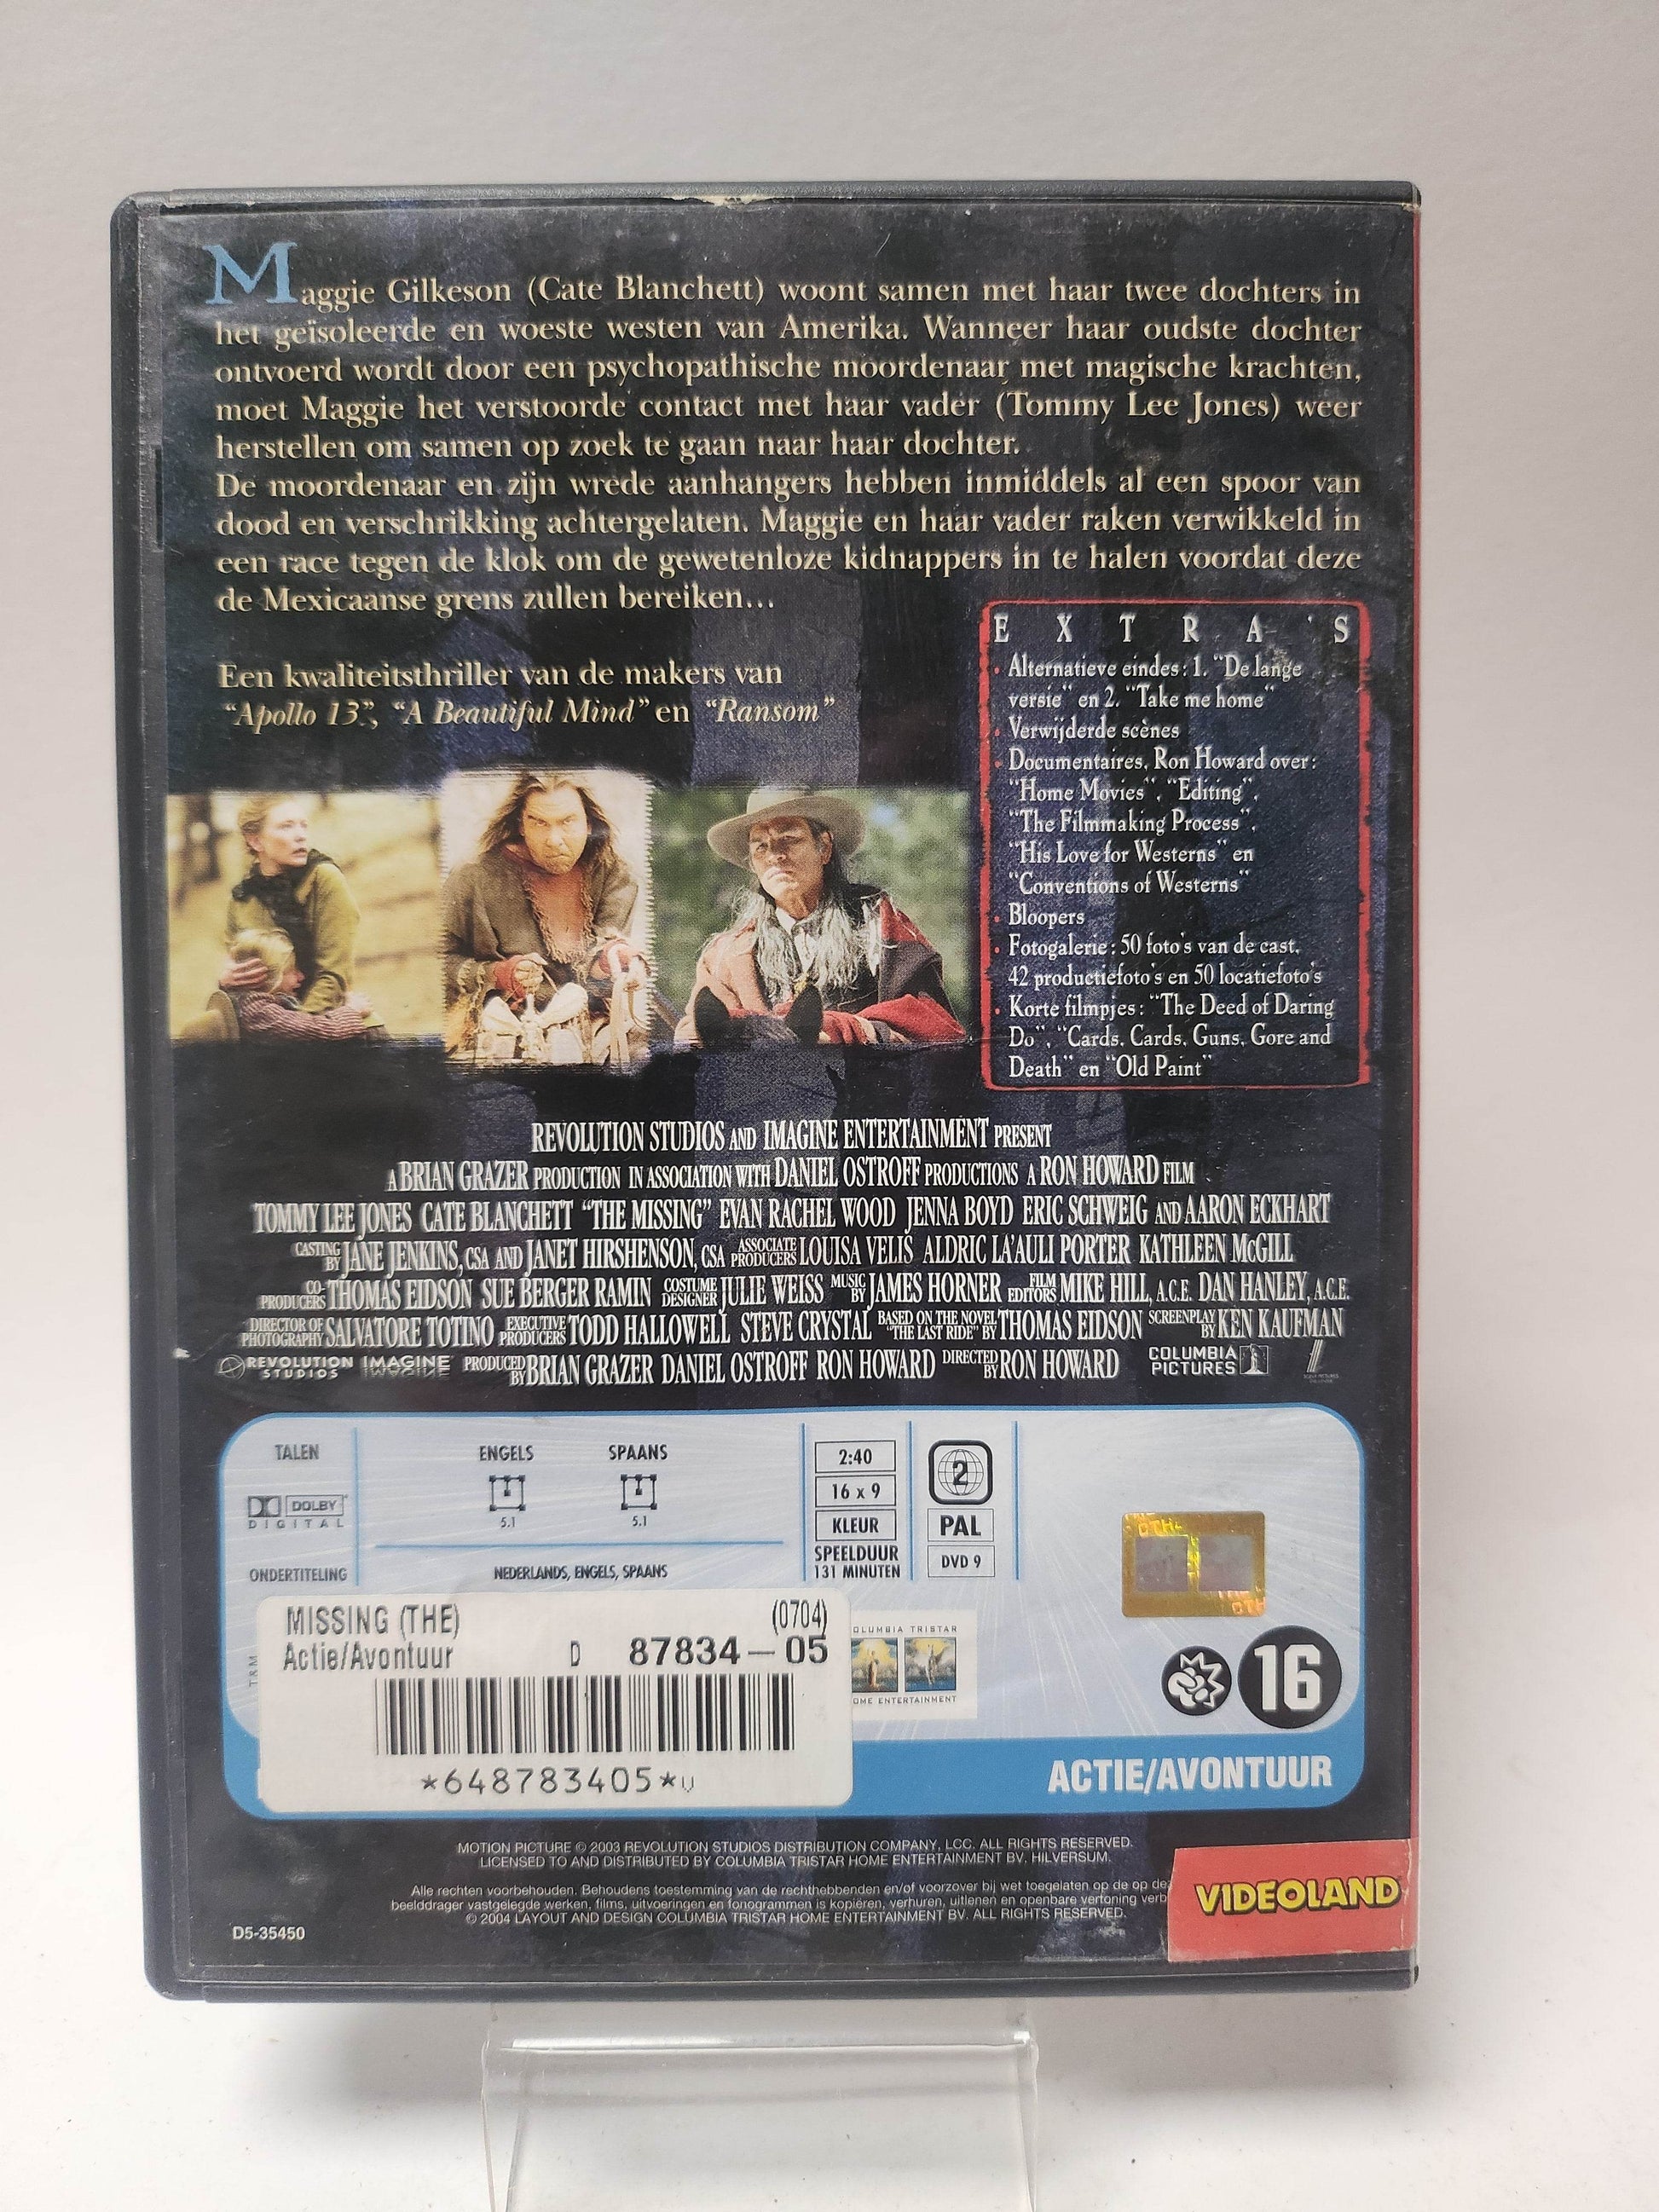 Maggie Gilkeson (Cate Blanchett) woont samen met haar twee dochters in
het geïsoleerde en woeste westen van Amerika. Wanneer haar oudste dochter
ontvoerd wordt door een psychopathische moordenaar met magische krachten,
moet Maggie het verstoorde contact met haar vader (Tommy Lee Jones) weer
herstellen om samen op zoek te gaan naar haar dochter.
De moordenaar en zijn wrede aanhangers hebben inmiddels al een spoor van
dood en verschrikking achtergelaten. Maggie en haar vader raken verwikkeld in
een race tegen de klok om de gewetenloze kidnappers in te halen voordat deze
de Mexicaanse grens zullen bereiken...
Een kwaliteitsthriller van de makers van
"Apollo 13", "A Beautiful Mind" en "Ransom"
EXTRA'S
• Alternatieve eindes: 1. "De lange
versie" en 2. "Take me home"
• Verwijderde scènes
• Documentaires, Ron Howard over:
"Home Movies", "Editing",
"The Filmmaking Process",
"His Love for Westerns" en
"Conventions of Westerns"
• Bloopers
• Fotogalerie: 50 foto's van de cast,
42 productiefoto's en 50 locatiefoto's
• Korte filmpjes: "The Deed of Daring
Do", "Cards, Cards, Guns, Gore and
Death" en "Old Paint"
REVOLUTION STUDIOS AND IMAGINE ENTERTAINMENT PRESENT
A BRIAN GRAZER PRODUCTION IN ASSOCIATION WITH DANIEL OSTROFF PRODUCTIONS A RON HOWARD FILM
TOMMY LEE JONES CATE BLANCHETT "THE MISSING" EVAN RACHEL WOOD JENNA BOYD ERIC SCHWEIG AND AARON ECKHART
CASTING BY JANE JENKINS, CSA AND JANET HIRSHENSON, CSA ASSOCIATE PRODUCERS LOUISA VELIS ALDRIC LA'AULI PORTER KATHLEEN McGILL
CO-PRODUCERS THOMAS EIDSON SUE BERGER RAMIN COSTUME DESIGNER JULIE WEISS MUSIC BY JAMES HORNER FILM EDITORS MIKE HILL, A.C.E. DAN HANLEY, A.C.E.
DIRECTOR OF PHOTOGRAPHY SALVATORE TOTINO EXECUTIVE PRODUCERS TODD HALLOWELL STEVE CRYSTAL BASED ON THE NOVEL "THE LAST RIDE" BY THOMAS EIDSON SCREENPLAY BY KEN KAUFMAN
REVOLUTION STUDIOS IMAGINE PRODUCED BY BRIAN GRAZER DANIEL OSTROFF RON HOWARD DIRECTED BY RON HOWARD COLUMBIA PICTURES
TALEN ENGELS SPAANS
DOLBY DIGITAL 5.1 5.1
ONDERTITELING NEDERLANDS, ENGELS, SPAANS
2:40
16 x 9
KLEUR
SPEELDUUR
131 MINUTEN
2
PAL
DVD 9
MISSING (THE) (0704)
Actie/Avontuur D 87834-05
*648783405*V
T&M
OLUMBIA TRISTAR
OME ENTERTAINMENT
OTH
16
ACTIE/AVONTUUR
MOTION PICTURE © 2003 REVOLUTION STUDIOS DISTRIBUTION COMPANY, LCC. ALL RIGHTS RESERVED.
LICENSED TO AND DISTRIBUTED BY COLUMBIA TRISTAR HOME ENTERTAINMENT BV, HILVERSUM.
Alle rechten voorbehouden. Behoudens toestemming van de rechthebbenden en/of voorzover bij wet toegelaten op de op de
beelddrager vastgelegde werken, films, uitvoeringen en fonogrammen is kopiëren, verhuren, uitlenen en openbare vertoning verb
© 2004 LAYOUT AND DESIGN COLUMBIA TRISTAR HOME ENTERTAINMENT BV. ALL RIGHTS RESERVED.
D5-35450
VIDEOLAND